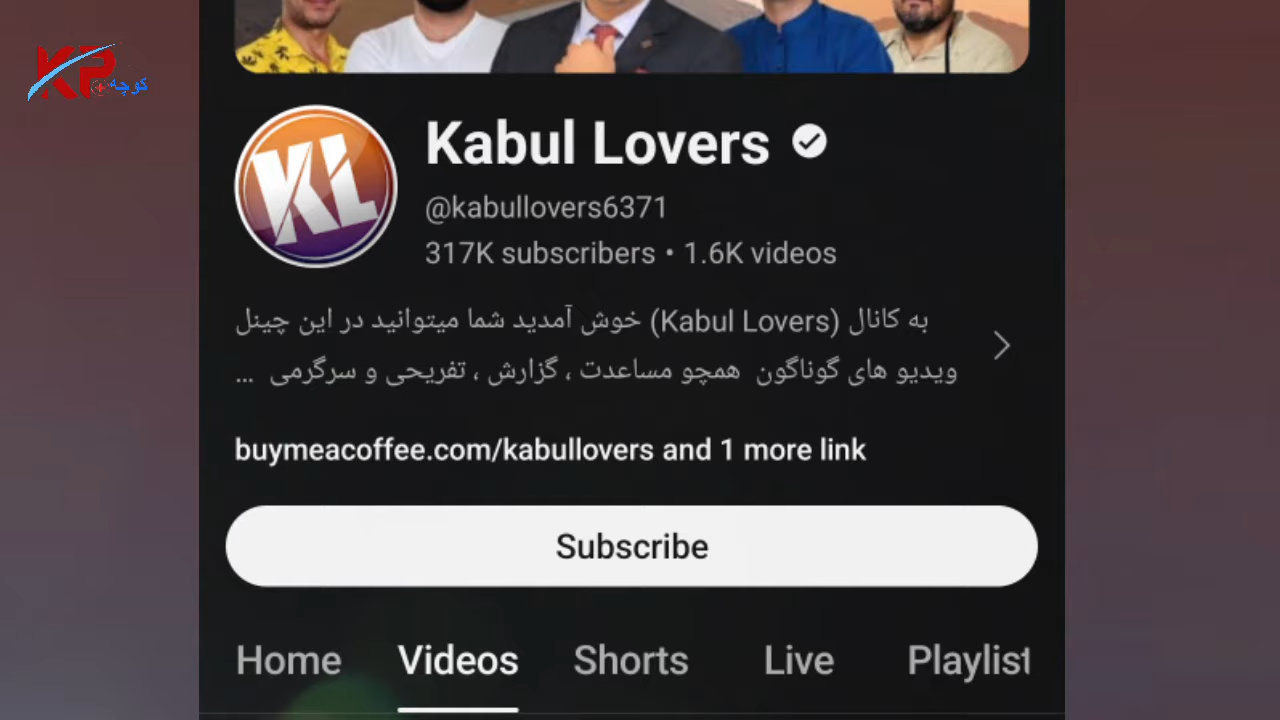 KP
کوچه
KL
Kabul Lovers
@kabullovers6371
317K subscribers • 1.6K videos
به کانال (Kabul Lovers) خوش آمدید شما میتوانید در این چینل
ویدیو های گوناگون همچو مساعدت ، گزارش ، تفریحی و سرگرمی ...
buymeacoffee.com/kabullovers and 1 more link
Subscribe
Home Videos Shorts Live Playlist